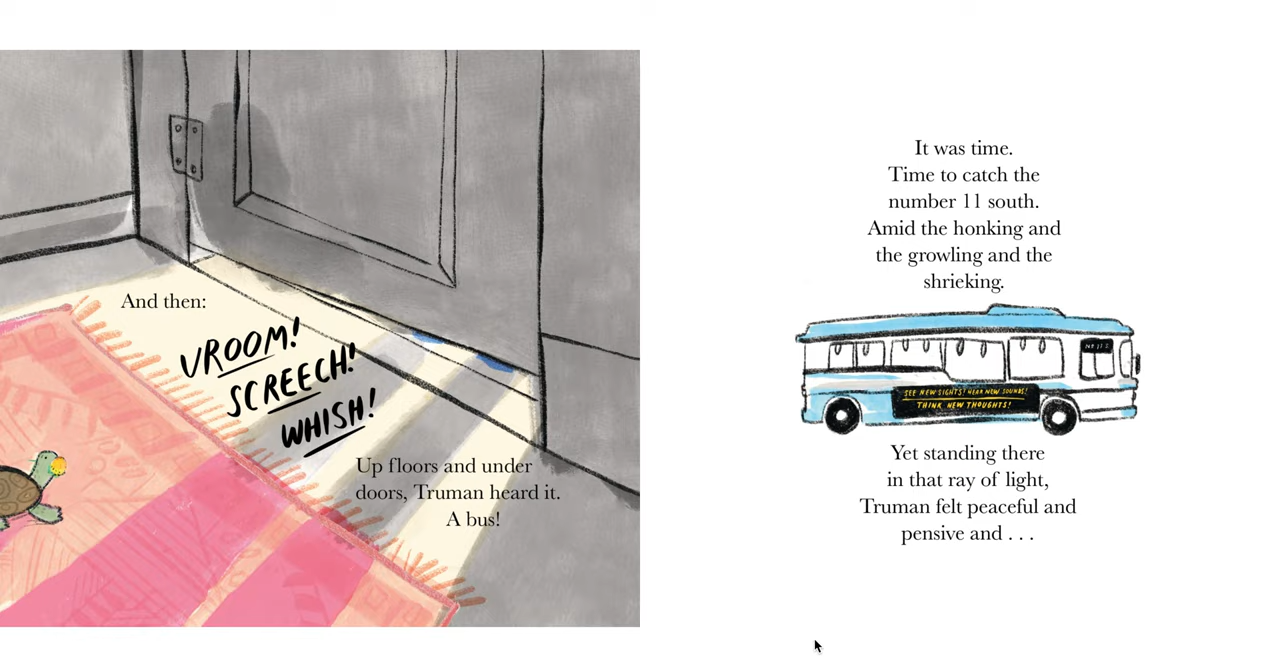 And then:
VROOM!
SCREECH!
WHISH!
Up floors and under
doors, Truman heard it.
A bus!
It was time.
Time to catch the
number 11 south.
Amid the honking and
the growling and the
shrieking.
SEE NEW SIGHTS! HEAR NEW SOUNDS!
THINK NEW THOUGHTS!
Yet standing there
in that ray of light,
Truman felt peaceful and
pensive and . . .